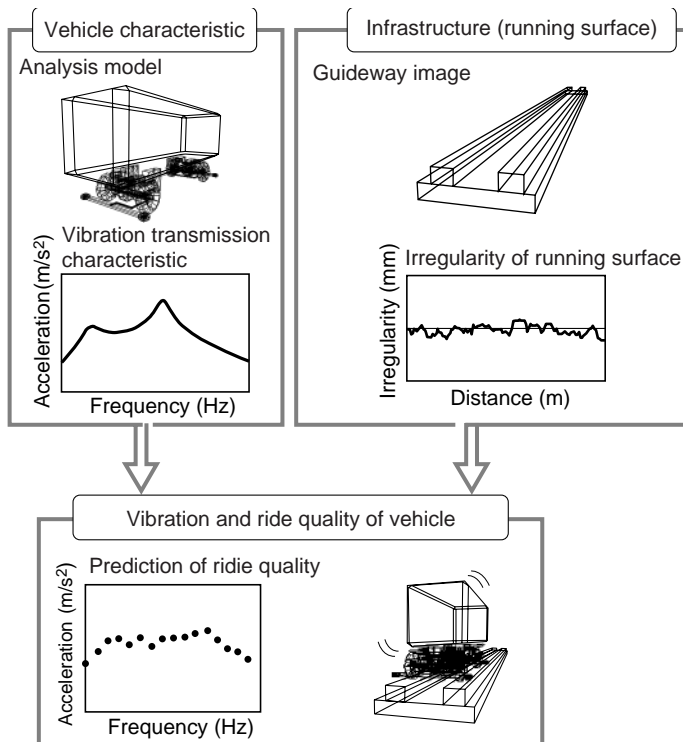 Vehicle characteristic
Analysis model
Vibration transmission
characteristic
Acceleration(m/s²)
Frequency (Hz)
Infrastructure (running surface)
Guideway image
Irregularity of running surface
Irregularity (mm)
Distance (m)
Vibration and ride quality of vehicle
Prediction of ridie quality
Acceleration (m/s²)
Frequency (Hz)